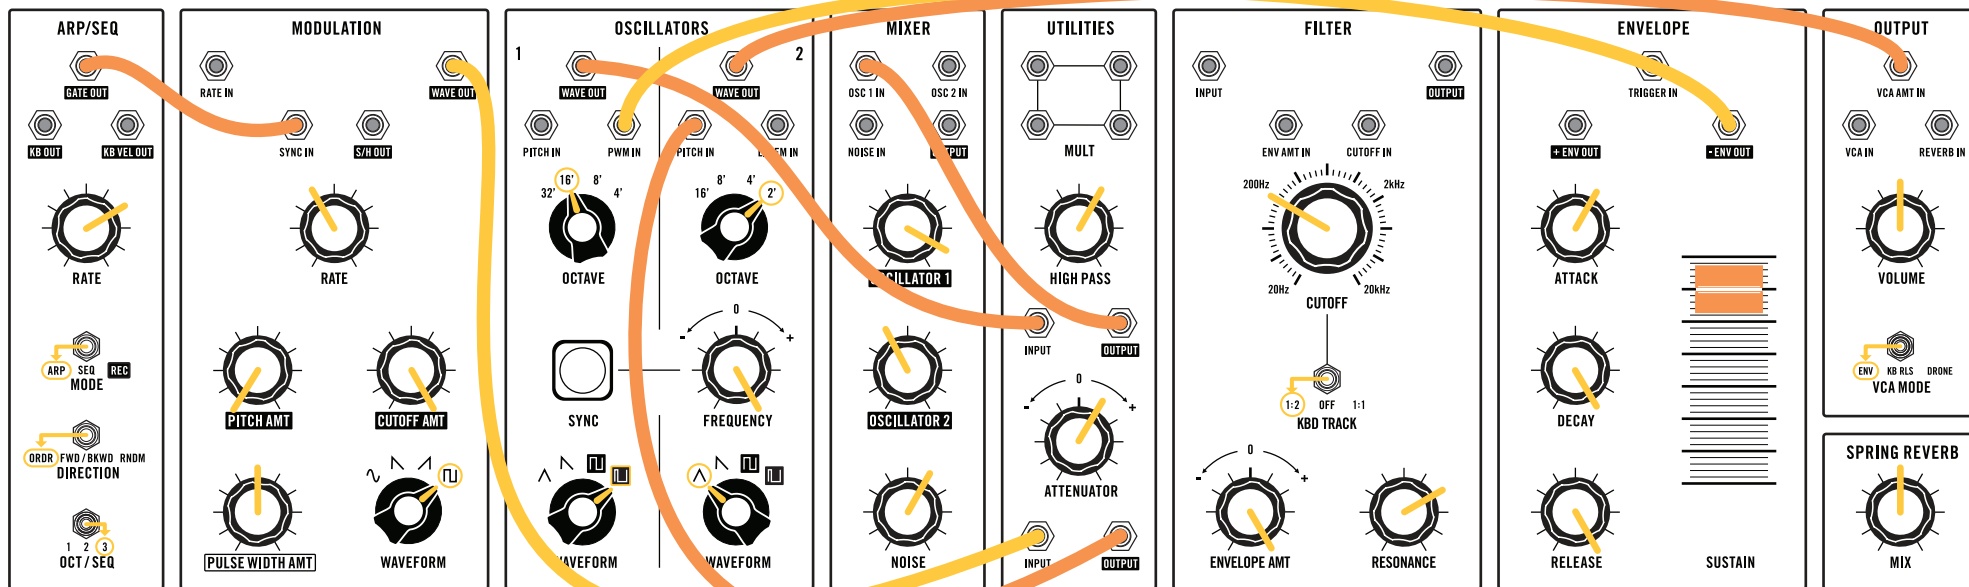 ARP/SEQ
GATE OUT
KB OUT
KB VEL OUT
RATE
ARP SEQ REC
MODE
ORDR FWD / BKWD RNDM
DIRECTION
1 2 3
OCT / SEQ
MODULATION
RATE IN
WAVE OUT
SYNC IN
S/H OUT
RATE
PITCH AMT
CUTOFF AMT
PULSE WIDTH AMT
WAVEFORM
OSCILLATORS
1
2
WAVE OUT
WAVE OUT
PITCH IN
PWM IN
PITCH IN
32' 16' 8' 4'
16' 8' 4' 2'
OCTAVE
OCTAVE
SYNC
- 0 +
FREQUENCY
WAVEFORM
WAVEFORM
MIXER
OSC 1 IN
OSC 2 IN
NOISE IN
OUTPUT
OSCILLATOR 1
OSCILLATOR 2
NOISE
UTILITIES
MULT
HIGH PASS
INPUT
OUTPUT
- 0 +
ATTENUATOR
INPUT
OUTPUT
FILTER
INPUT
OUTPUT
ENV AMT IN
CUTOFF IN
200Hz
2kHz
20Hz
20kHz
CUTOFF
1:2 OFF 1:1
KBD TRACK
- 0 +
ENVELOPE AMT
RESONANCE
ENVELOPE
TRIGGER IN
+ ENV OUT
- ENV OUT
ATTACK
DECAY
RELEASE
SUSTAIN
OUTPUT
VCA AMT IN
VCA IN
REVERB IN
VOLUME
ENV KB RLS DRONE
VCA MODE
SPRING REVERB
MIX